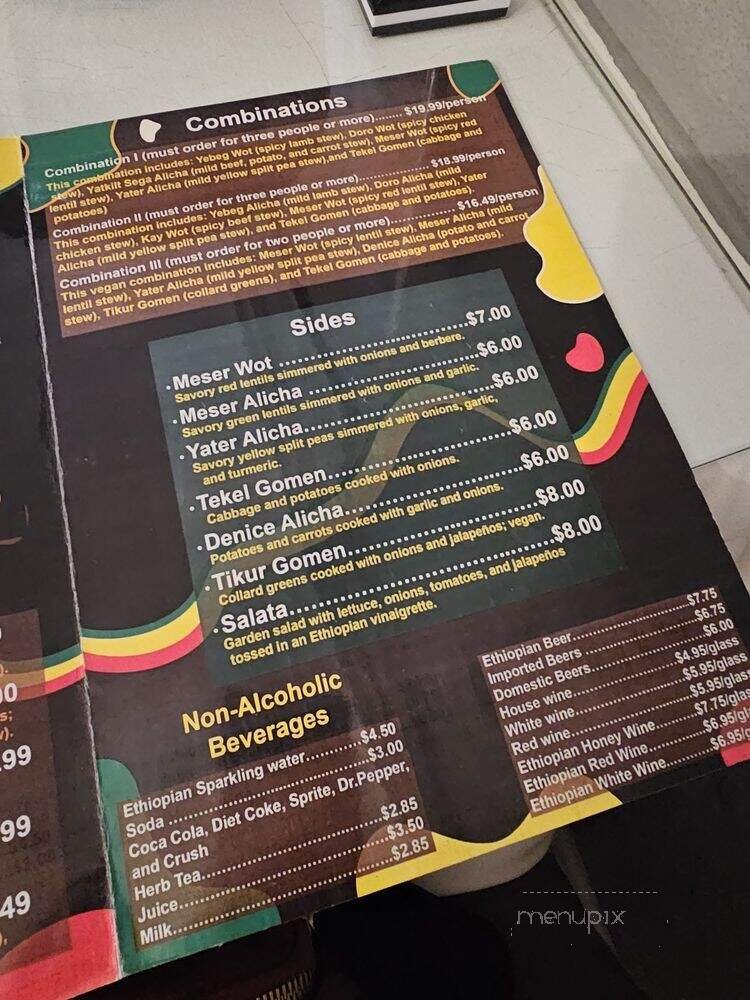 Combinations
Combination I (must order for three people or more)........ $19.99/person
This combination includes: Yebeg Wot (spicy lamb stew), Doro Wot (spicy chicken
stew), Yatkilt Sega Alicha (mild beef, potato, and carrot stew), Meser Wot (spicy red
lentil stew), Yater Alicha (mild yellow split pea stew),and Tekel Gomen (cabbage and
potatoes)
Combination II (must order for three people or more)................ $18.99/person
This combination includes: Yebeg Alicha (mild lamb stew), Doro Alicha (mild
chicken stew), Kay Wot (spicy beef stew), Meser Wot (spicy red lentil stew), Yater
Alicha (mild yellow split pea stew), and Tekel Gomen (cabbage and potatoes).
Combination III (must order for two people or more)............... $16.49/person
This vegan combination includes: Meser Wot (spicy lentil stew), Meser Alicha (mild
lentil stew), Yater Alicha (mild yellow split pea stew), Denice Alicha (potato and carrot
stew), Tikur Gomen (collard greens), and Tekel Gomen (cabbage and potatoes).
Sides
·Meser Wot ..............................$7.00
Savory red lentils simmered with onions and berbere.
·Meser Alicha ...........................$6.00
Savory green lentils simmered with onions and garlic.
·Yater Alicha..............................$6.00
Savory yellow split peas simmered with onions, garlic,
and turmeric.
·Tekel Gomen...........................$6.00
Cabbage and potatoes cooked with onions.
·Denice Alicha..........................$6.00
Potatoes and carrots cooked with garlic and onions.
·Tikur Gomen............................$8.00
Collard greens cooked with onions and jalapeños; vegan.
·Salata.......................................$8.00
Garden salad with lettuce, onions, tomatoes, and jalapeños
tossed in an Ethiopian vinaigrette.
Non-Alcoholic
Beverages
Ethiopian Sparkling water..........$4.50
Soda ....................................$3.00
Coca Cola, Diet Coke, Sprite, Dr.Pepper,
and Crush
Herb Tea................................$2.85
Juice.....................................$3.50
Milk.......................................$2.85
Ethiopian Beer.....................$7.75
Imported Beers....................$6.75
Domestic Beers...................$6.00
House wine.....................$4.95/glass
White wine......................$5.95/glass
Red wine........................$5.95/glass
Ethiopian Honey Wine.......$7.75/glass
Ethiopian Red Wine..........$6.95/glass
Ethiopian White Wine........$6.95/
.99
99
49
menupix